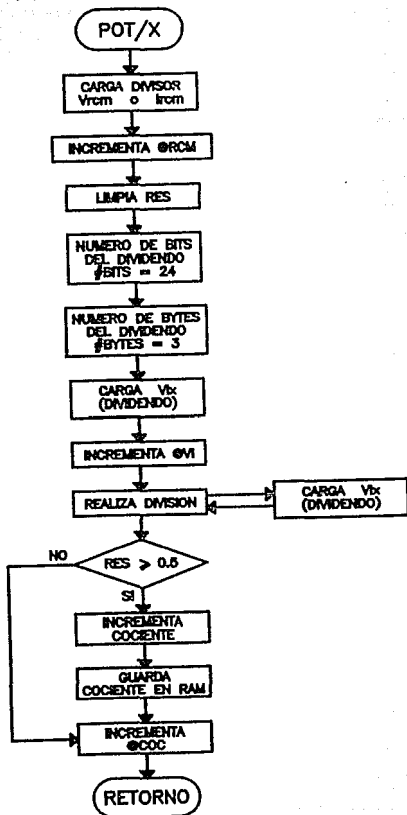 POT/X
CARGA DIVISOR
Vrcm o Ircm
INCREMENTA @RCM
LIMPIA RES
NUMERO DE BITS
DEL DIVIDENDO
#BITS = 24
NUMERO DE BYTES
DEL DIVIDENDO
#BYTES = 3
CARGA VIx
(DIVIDENDO)
INCREMENTA @VI
REALIZA DIVISION
CARGA VIx
(DIVIDENDO)
NO
RES > 0.5
SI
INCREMENTA
COCIENTE
GUARDA
COCIENTE EN RAM
INCREMENTA
@COC
RETORNO